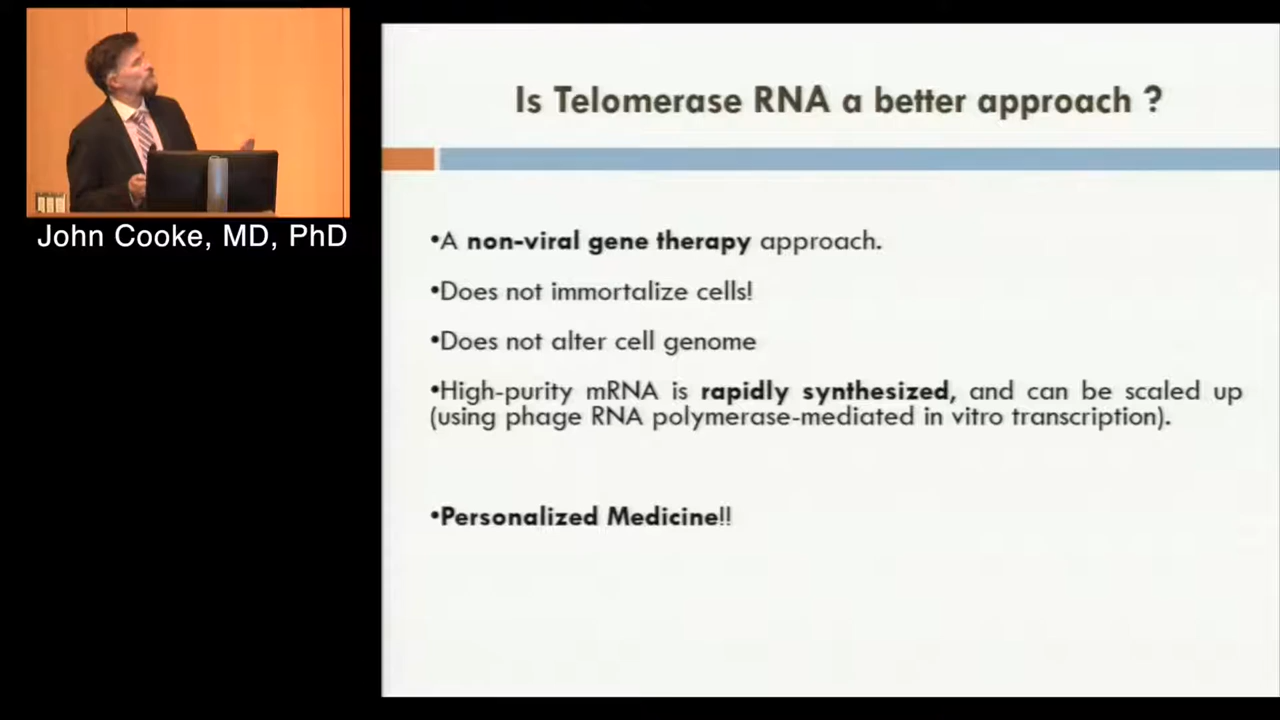 Is Telomerase RNA a better approach ?
John Cooke, MD, PhD
•A non-viral gene therapy approach.
•Does not immortalize cells!
•Does not alter cell genome
•High-purity mRNA is rapidly synthesized, and can be scaled up
(using phage RNA polymerase-mediated in vitro transcription).
•Personalized Medicine!!